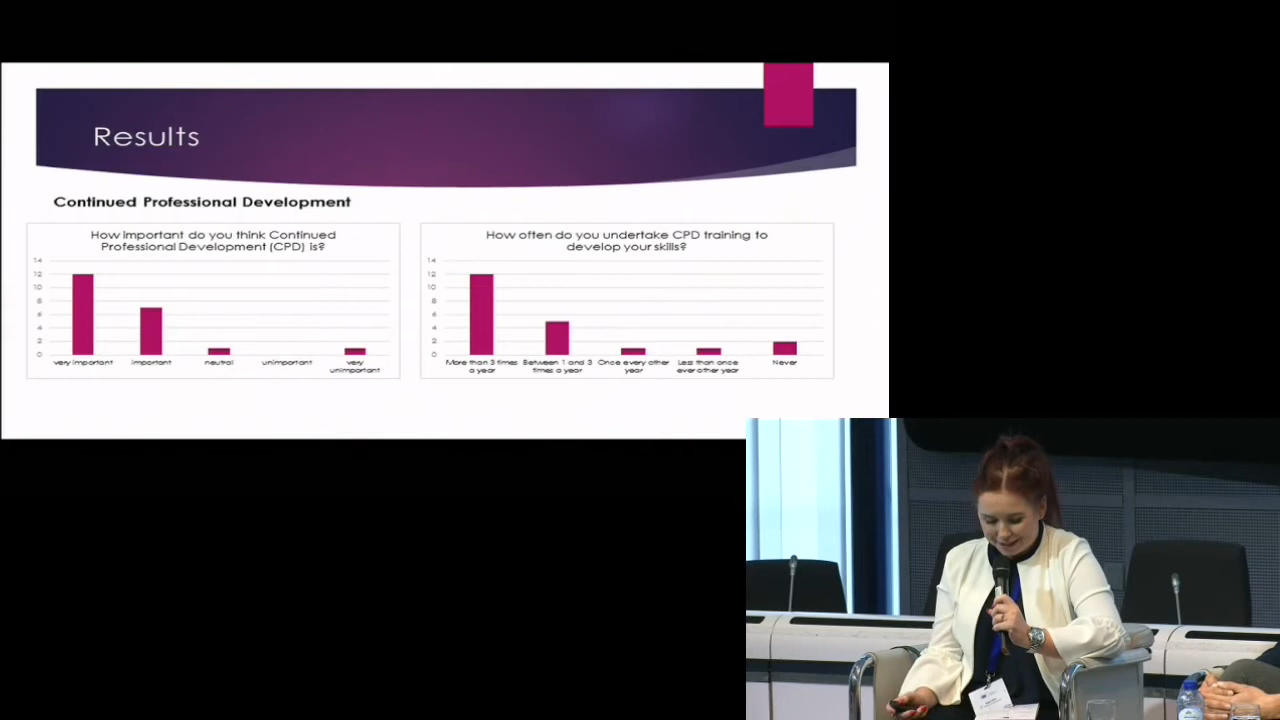 Results
Continued Professional Development
How important do you think Continued
Professional Development (CPD) is?
14
12
10
8
6
4
2
0
very important
important
neutral
unimportant
very
unimportant
How often do you undertake CPD training to
develop your skills?
14
12
10
8
6
4
2
0
More than 3 times
a year
Between 1 and 3
times a year
Once every other
year
Less than once
ever other year
Never